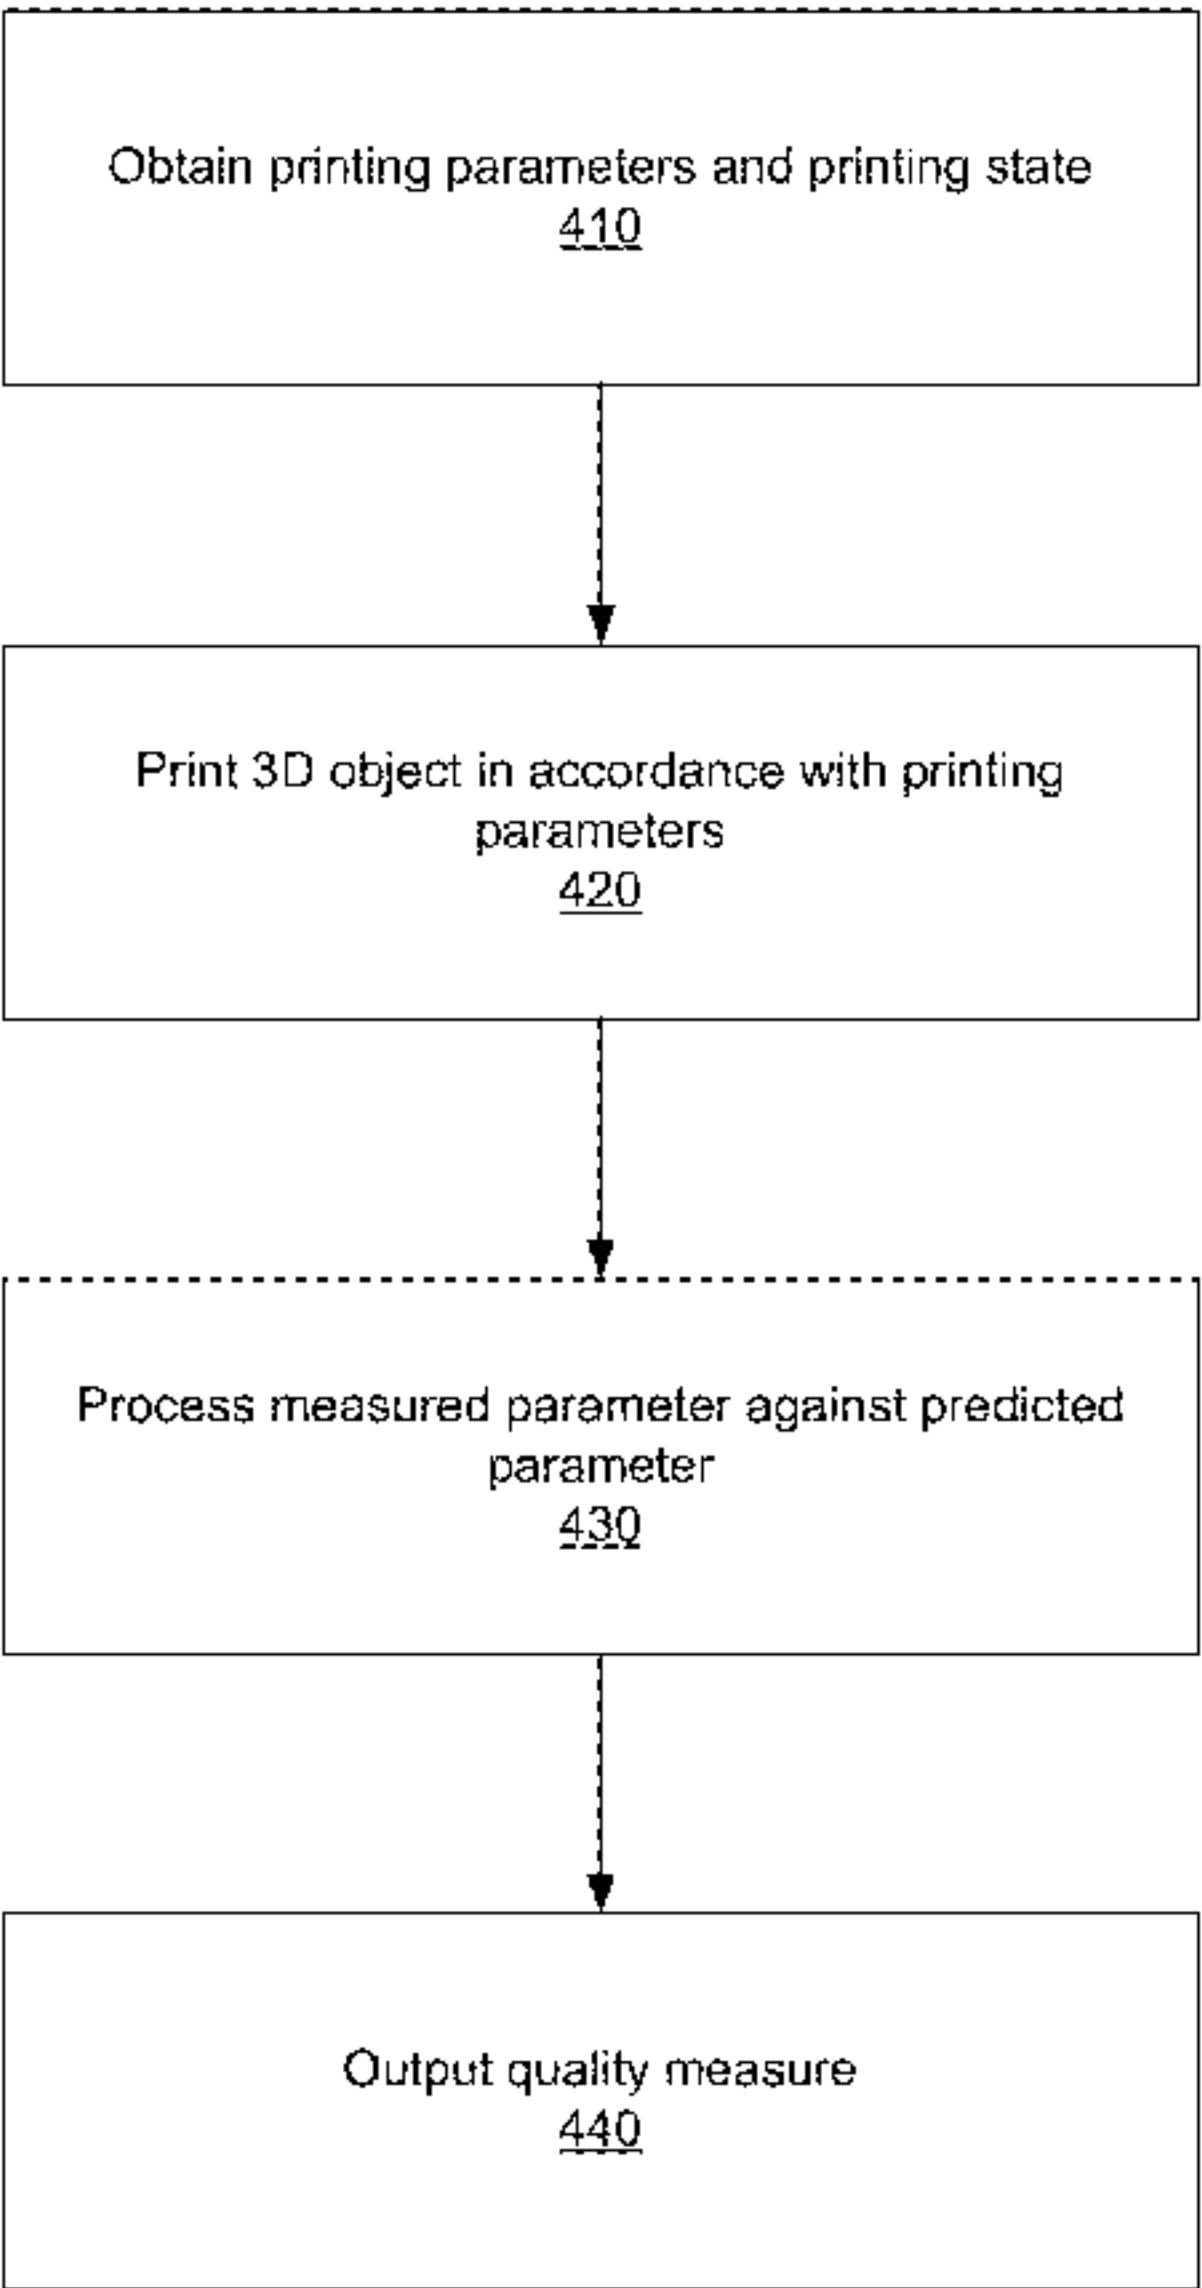 Obtain printing parameters and printing state
410
Print 3D object in accordance with printing
parameters
420
Process measured parameter against predicted
parameter
430
Output quality measure
440